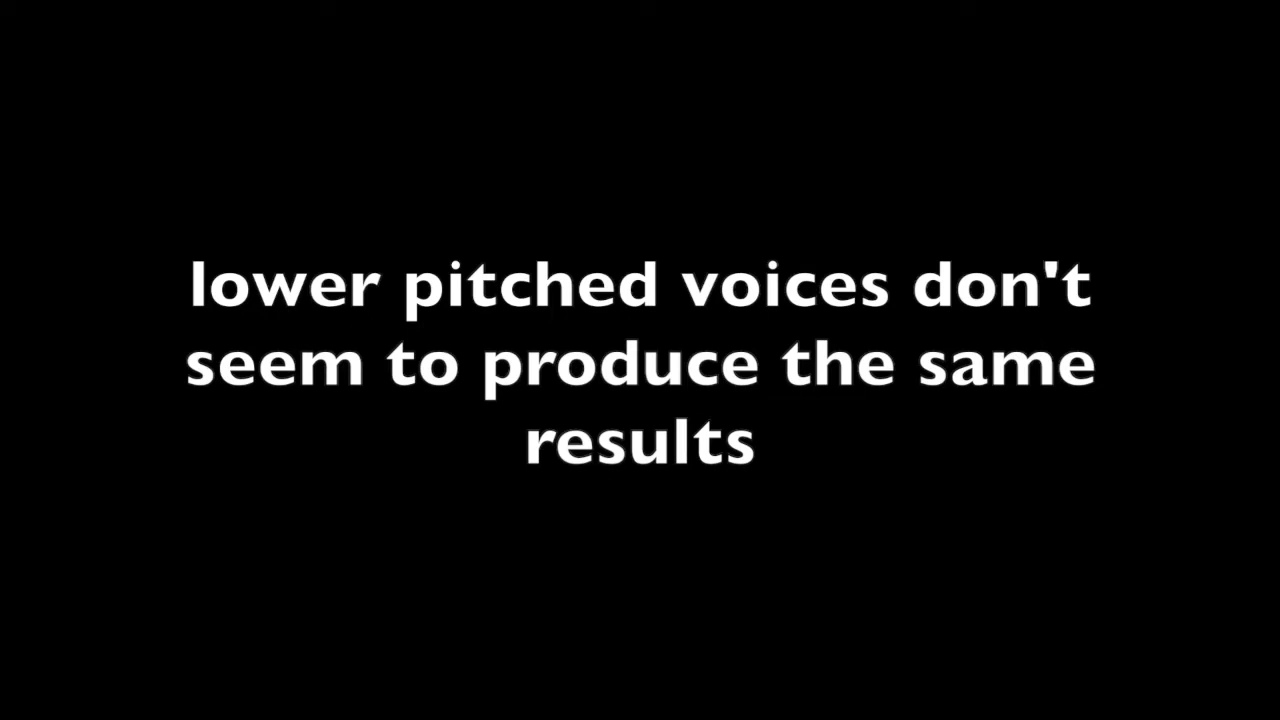 lower pitched voices don't
seem to produce the same
results